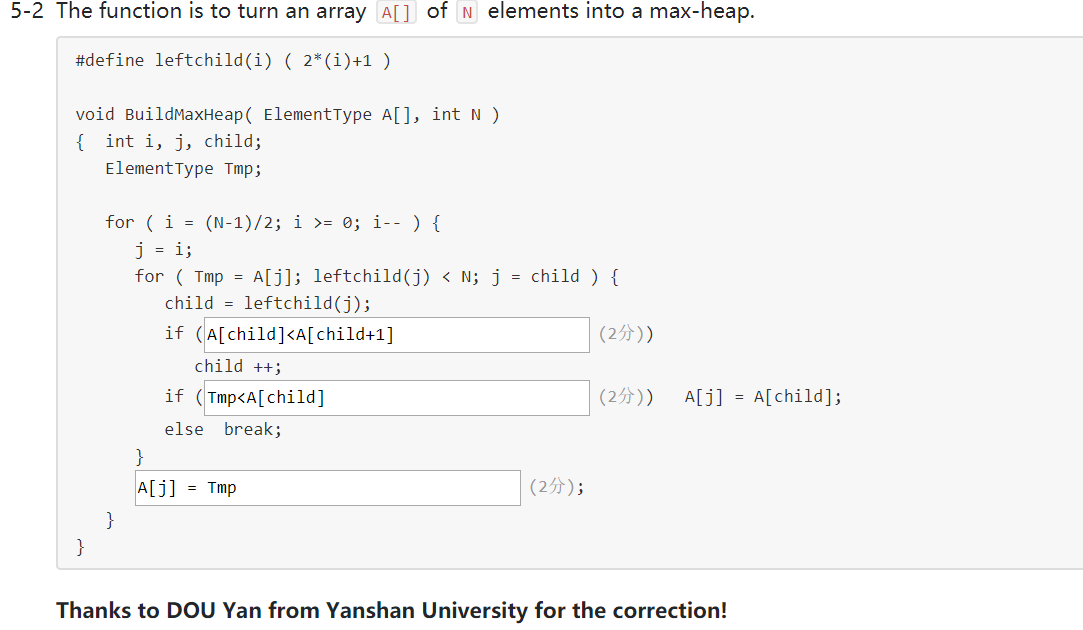 5-2 The function is to turn an array A[] of N elements into a max-heap.
#define leftchild(i) ( 2*(i)+1 )
void BuildMaxHeap( ElementType A[], int N )
{  int i, j, child;
   ElementType Tmp;
   for ( i = (N-1)/2; i >= 0; i-- ) {
      j = i;
      for ( Tmp = A[j]; leftchild(j) < N; j = child ) {
         child = leftchild(j);
         if (A[child]<A[child+1] (2分))
            child ++;
         if (Tmp<A[child] (2分))   A[j] = A[child];
         else  break;
      }
      A[j] = Tmp (2分);
   }
}
Thanks to DOU Yan from Yanshan University for the correction!